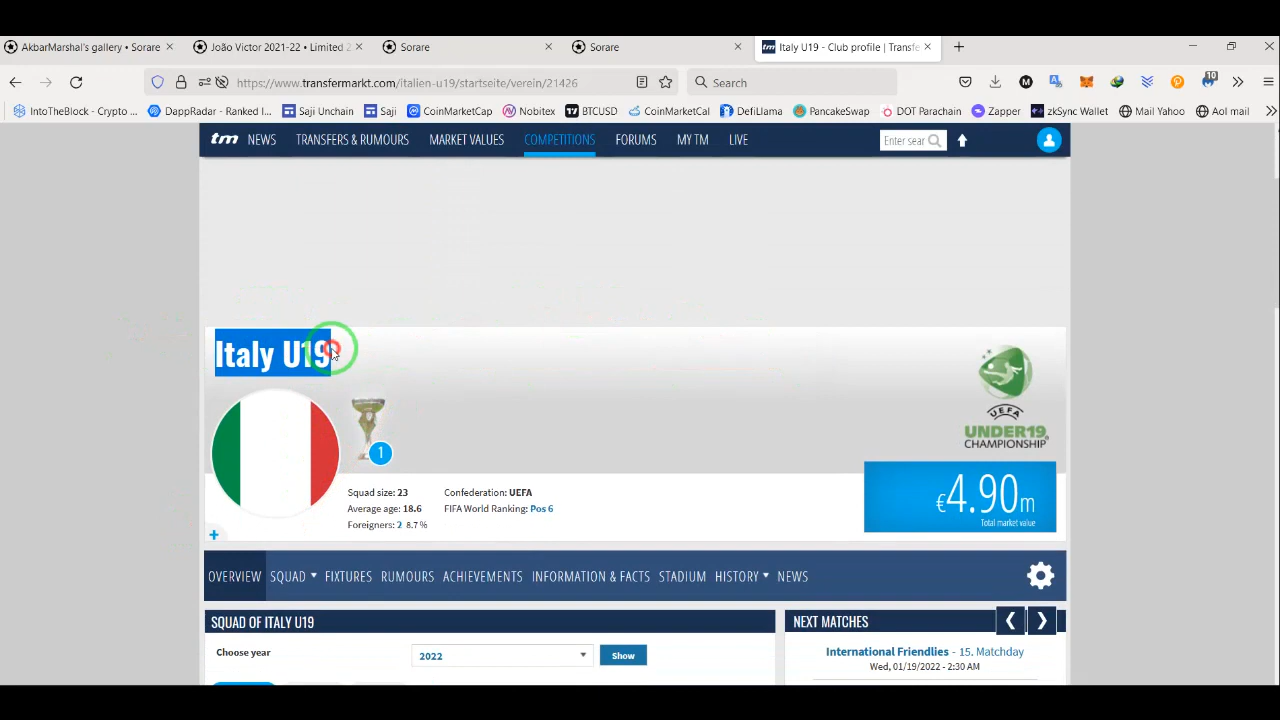 AkbarMarshal's gallery • Sorare
João Victor 2021-22 • Limited 2
Sorare
Sorare
Italy U19 - Club profile | Transfe
https://www.transfermarkt.com/italien-u19/startseite/verein/21426
Search
10
IntoTheBlock - Crypto ...
DappRadar - Ranked l...
Saji Unchain
Saji
CoinMarketCap
Nobitex
BTCUSD
CoinMarketCal
DefiLlama
PancakeSwap
DOT Parachain
Zapper
zkSync Wallet
Mail Yahoo
Aol mail
tm NEWS TRANSFERS & RUMOURS MARKET VALUES COMPETITIONS FORUMS MY TM LIVE
Enter sear
Italy U19
1
UEFA
UNDER19
CHAMPIONSHIP
Squad size: 23
Average age: 18.6
Foreigners: 2 8.7 %
Confederation: UEFA
FIFA World Ranking: Pos 6
€4.90m
Total market value
OVERVIEW SQUAD FIXTURES RUMOURS ACHIEVEMENTS INFORMATION & FACTS STADIUM HISTORY NEWS
SQUAD OF ITALY U19
Choose year
2022
Show
NEXT MATCHES
International Friendlies - 15. Matchday
Wed, 01/19/2022 - 2:30 AM